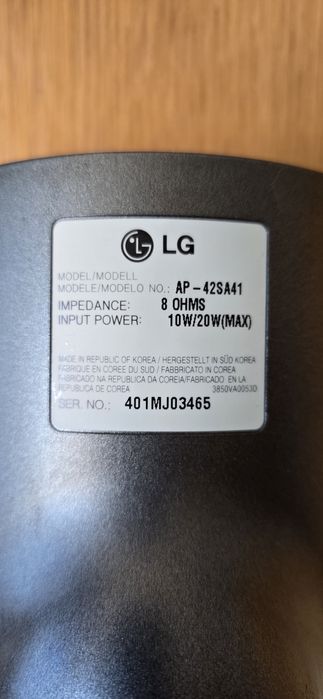 LG
MODEL/MODELL
MODELE/MODELO NO.: AP-42SA41
IMPEDANCE: 8 OHMS
INPUT POWER: 10W/20W(MAX)
MADE IN REPUBLIC OF KOREA / HERGESTELLT IN SÜD KOREA
FABRIQUE EN COREE DU SUD / FABBRICATO IN COREA
FABRICADO NA REPUBLICA DA COREIA/FABRICADO EN LA
REPUBLICA DE COREA 3850VA0053D
SER. NO.: 401MJ03465